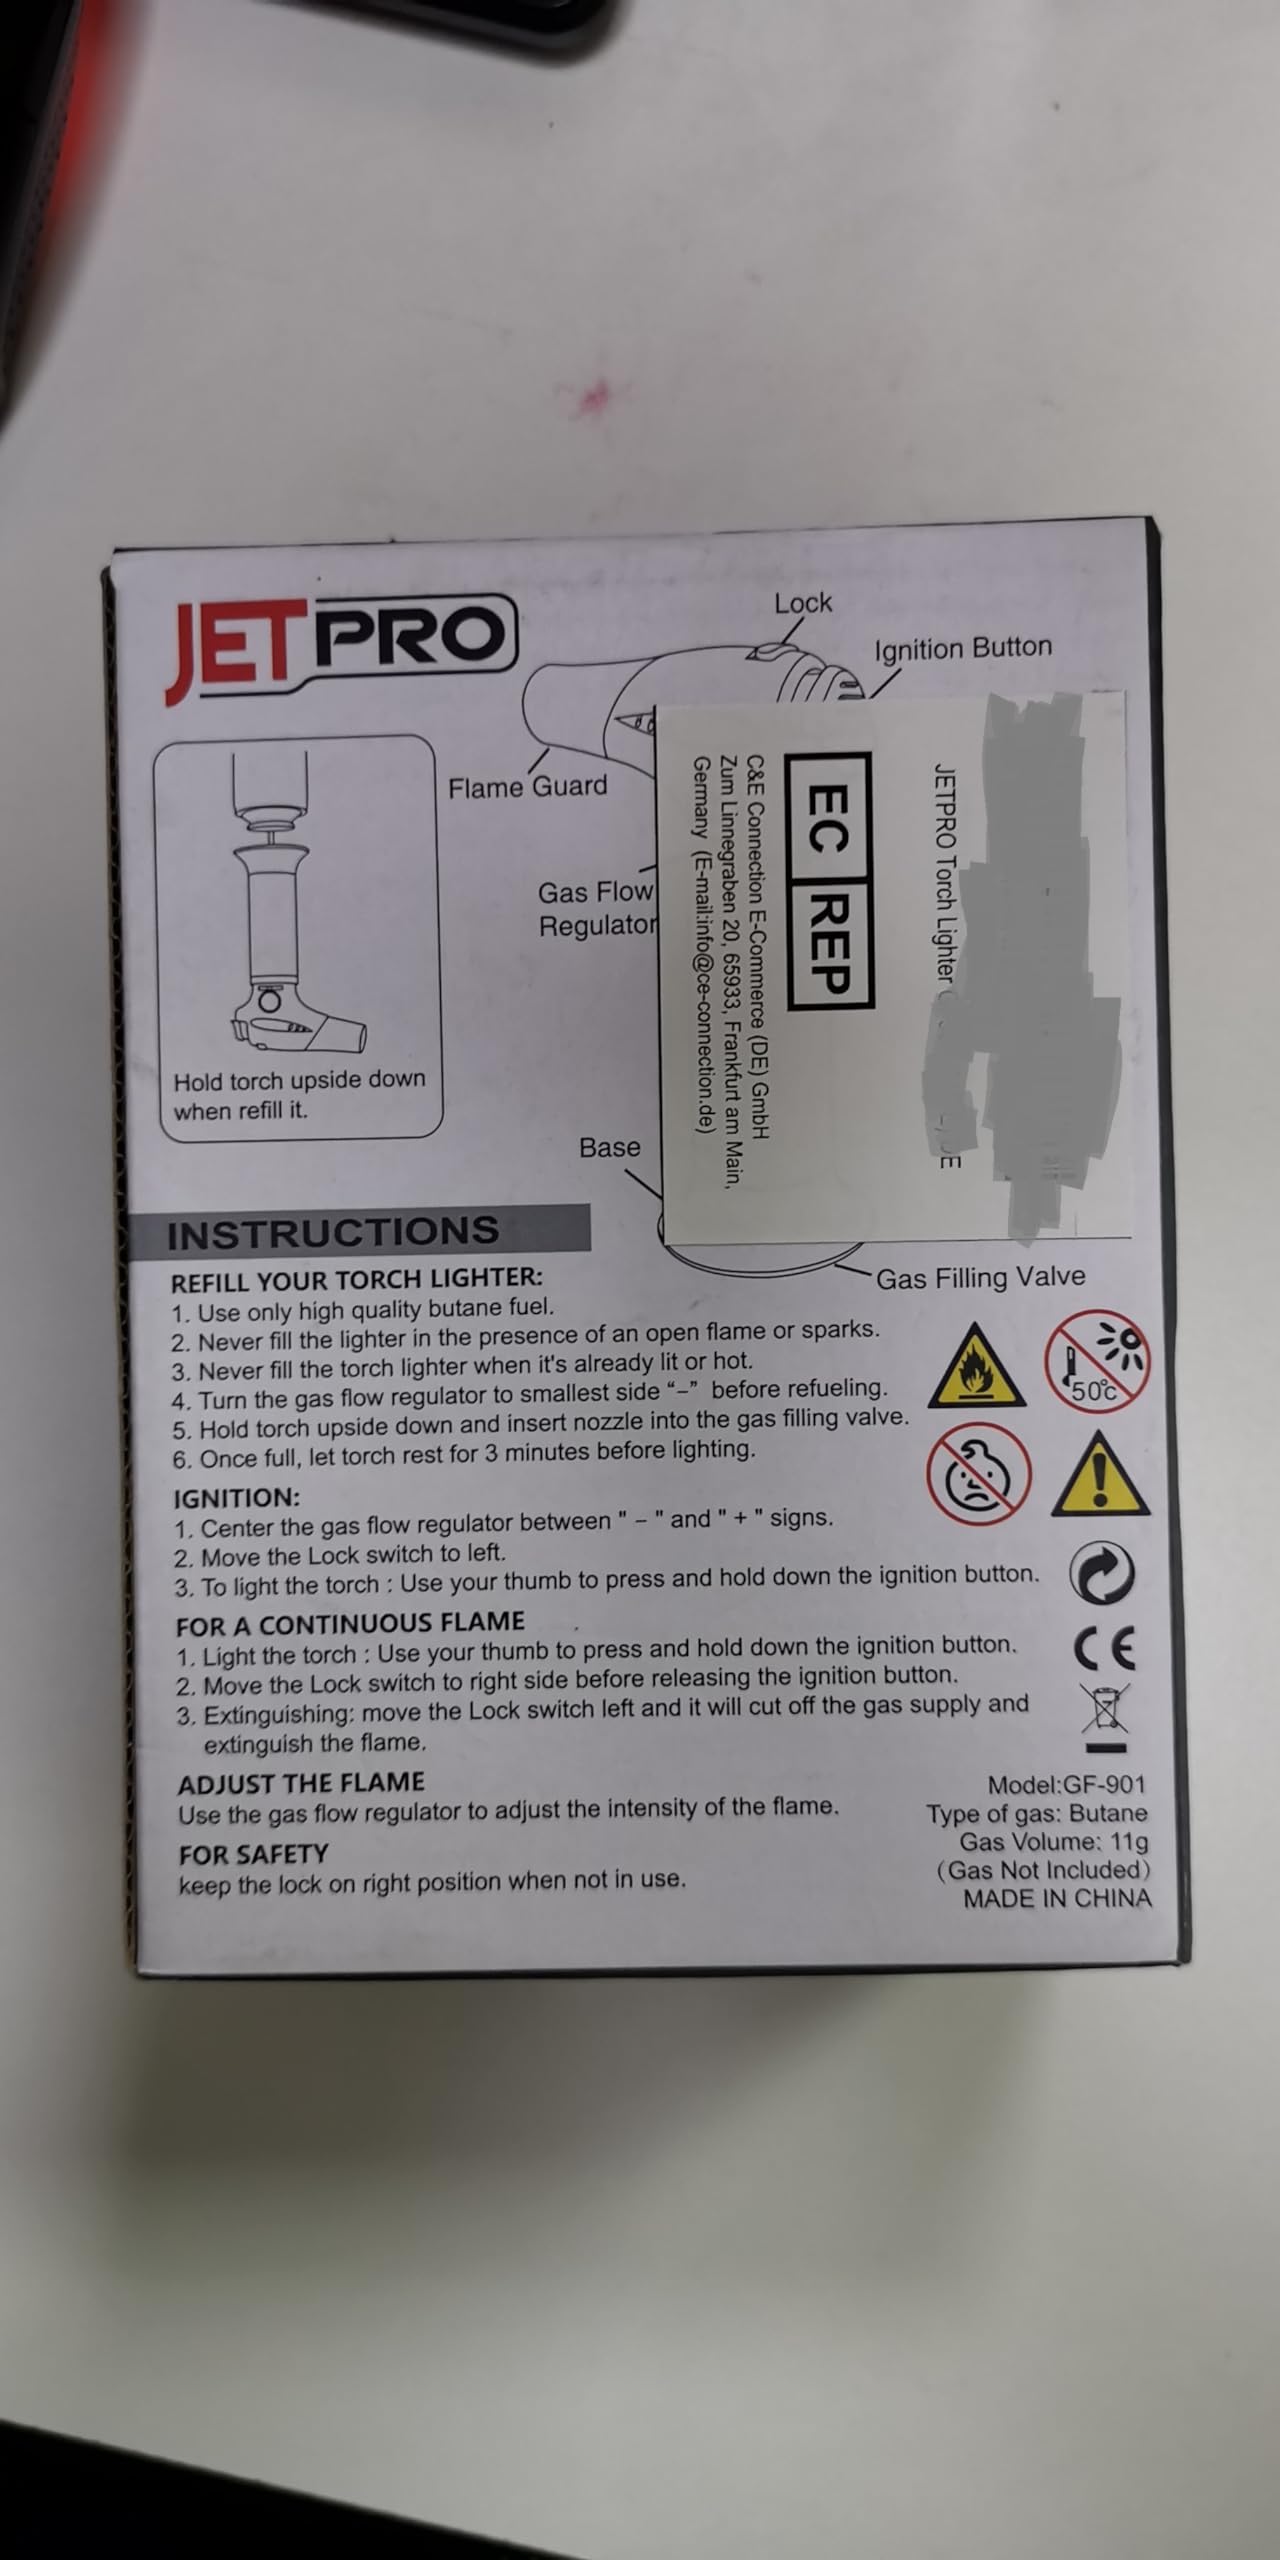 JETPRO
Lock
Ignition Button
Flame Guard
Gas Flow
Regulator
Hold torch upside down
when refill it.
Base
Gas Filling Valve
JETPRO Torch Lighter
EC REP
C&E Connection E-Commerce (DE) GmbH
Zum Linnegraben 20, 65933, Frankfurt am Main,
Germany (E-mail:info@ce-connection.de)
INSTRUCTIONS
REFILL YOUR TORCH LIGHTER:
1. Use only high quality butane fuel.
2. Never fill the lighter in the presence of an open flame or sparks.
3. Never fill the torch lighter when it's already lit or hot.
4. Turn the gas flow regulator to smallest side “–” before refueling.
5. Hold torch upside down and insert nozzle into the gas filling valve.
6. Once full, let torch rest for 3 minutes before lighting.
50℃
IGNITION:
1. Center the gas flow regulator between " – " and " + " signs.
2. Move the Lock switch to left.
3. To light the torch : Use your thumb to press and hold down the ignition button.
FOR A CONTINUOUS FLAME
1. Light the torch : Use your thumb to press and hold down the ignition button.
2. Move the Lock switch to right side before releasing the ignition button.
3. Extinguishing: move the Lock switch left and it will cut off the gas supply and
extinguish the flame.
CE
ADJUST THE FLAME
Use the gas flow regulator to adjust the intensity of the flame.
FOR SAFETY
keep the lock on right position when not in use.
Model:GF-901
Type of gas: Butane
Gas Volume: 11g
(Gas Not Included)
MADE IN CHINA